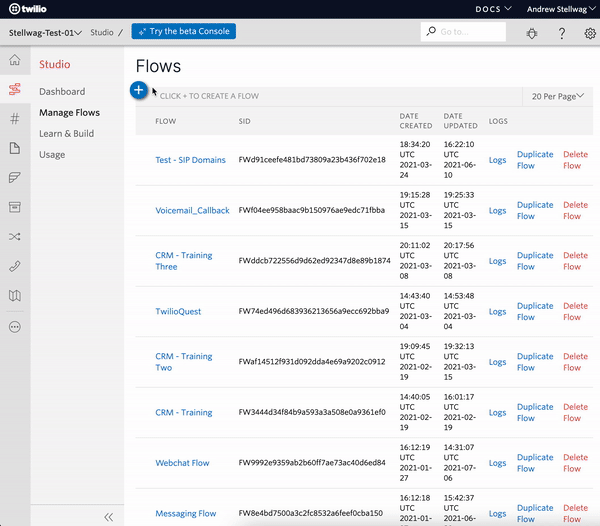 twilio
DOCS
Andrew Stellwag
Stellwag-Test-01
Studio /
Try the beta Console
Go to...
Studio
Dashboard
Manage Flows
Learn & Build
Usage
Flows
CLICK + TO CREATE A FLOW
20 Per Page
FLOW SID DATE CREATED DATE UPDATED LOGS
Test - SIP Domains FWd91ceefe481bd73809a23b436f702e18 18:34:20 UTC 2021-03-24 16:22:10 UTC 2021-06-10 Logs Duplicate Flow Delete Flow
Voicemail_Callback FWf04ee958baac9b150976ae9edc71fbba 19:15:28 UTC 2021-03-15 19:25:33 UTC 2021-03-15 Logs Duplicate Flow Delete Flow
CRM - Training Three FWddcb722556d9d62ed92347d8e89b1874 20:11:02 UTC 2021-03-08 20:17:56 UTC 2021-03-08 Logs Duplicate Flow Delete Flow
TwilioQuest FW74ed496d683936213656a9ecc692bba9 14:43:40 UTC 2021-03-04 14:53:48 UTC 2021-03-04 Logs Duplicate Flow Delete Flow
CRM - Training Two FWaf14512f931d092dda4e69a9202c0912 19:09:45 UTC 2021-02-19 19:32:13 UTC 2021-03-15 Logs Duplicate Flow Delete Flow
CRM - Training FW3444d34f84b9a593a3a508e0a9361ef0 14:40:05 UTC 2021-02-19 16:01:17 UTC 2021-02-19 Logs Duplicate Flow Delete Flow
Webchat Flow FW9992e9359ab2b60ff7ae73ac40d6ed84 16:12:19 UTC 2021-01-27 14:31:07 UTC 2021-07-06 Logs Duplicate Flow Delete Flow
Messaging Flow FW8e4bd7500a3c2fc8532a6feef0cba150 16:12:18 UTC 2021-01- 15:42:37 UTC 2021-06- Logs Duplicate Flow Delete Flow